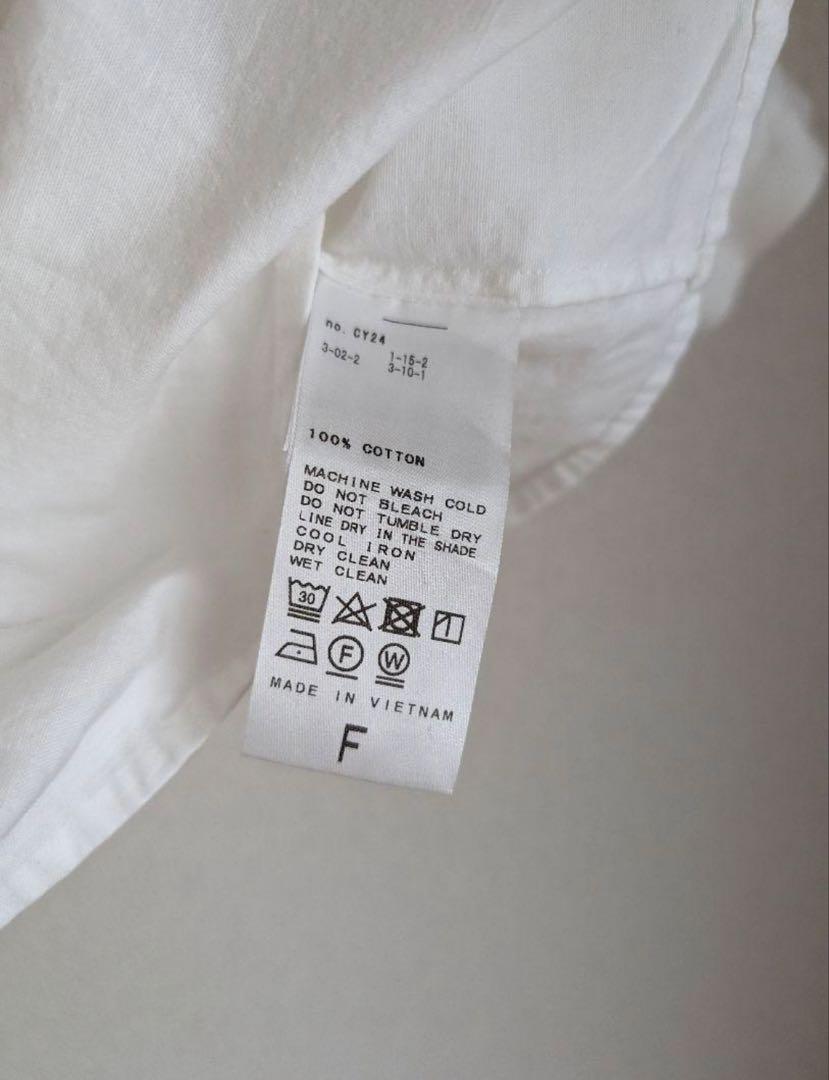 no. CY24
3-02-2 1-15-2
3-10-1
100% COTTON
MACHINE WASH COLD
DO NOT BLEACH
DO NOT TUMBLE DRY
LINE DRY IN THE SHADE
COOL IRON
DRY CLEAN
WET CLEAN
30
F W
MADE IN VIETNAM
F